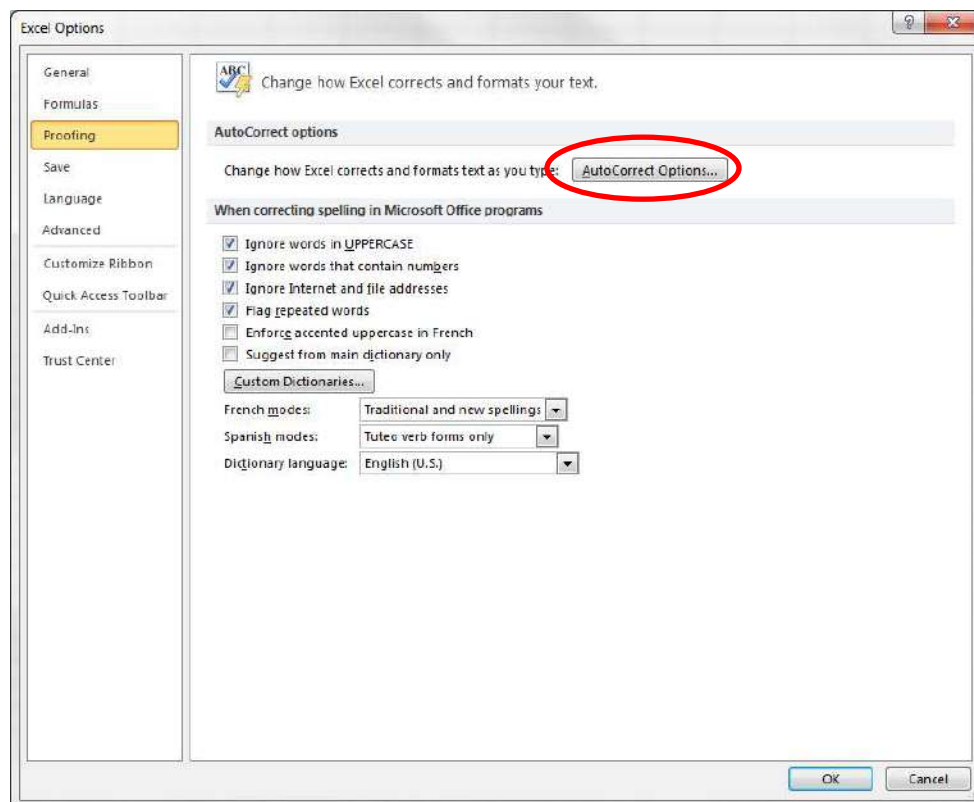 Excel Options
General
Formulas
Proofing
Save
Language
Advanced
Customize Ribbon
Quick Access Toolbar
Add-Ins
Trust Center
ABC
Change how Excel corrects and formats your text.
AutoCorrect options
Change how Excel corrects and formats text as you type: AutoCorrect Options...
When correcting spelling in Microsoft Office programs
Ignore words in UPPERCASE
Ignore words that contain numbers
Ignore Internet and file addresses
Flag repeated words
Enforce accented uppercase in French
Suggest from main dictionary only
Custom Dictionaries...
French modes: Traditional and new spellings
Spanish modes: Tuteo verb forms only
Dictionary language: English (U.S.)
OK Cancel